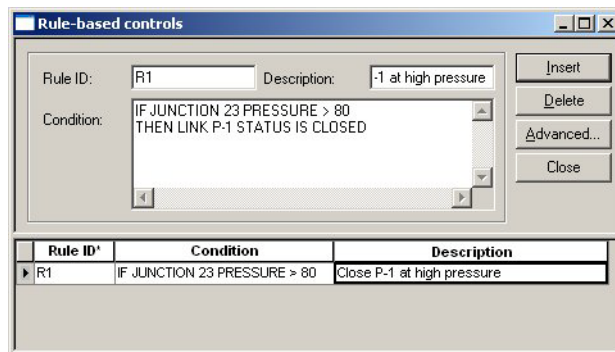 Rule-based controls
Rule ID: R1 Description: -1 at high pressure
Insert
Condition: IF JUNCTION 23 PRESSURE > 80
THEN LINK P-1 STATUS IS CLOSED
Delete
Advanced...
Close
Rule ID* Condition Description
R1 IF JUNCTION 23 PRESSURE > 80 Close P-1 at high pressure